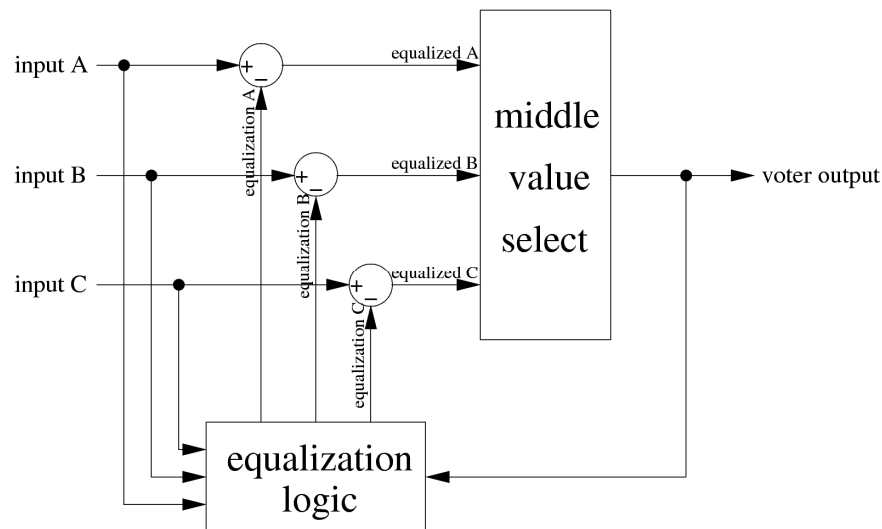 input A
+
−
equalized A
equalization A
input B
+
−
equalized B
equalization B
input C
+
−
equalized C
equalization C
middle
value
select
voter output
equalization
logic